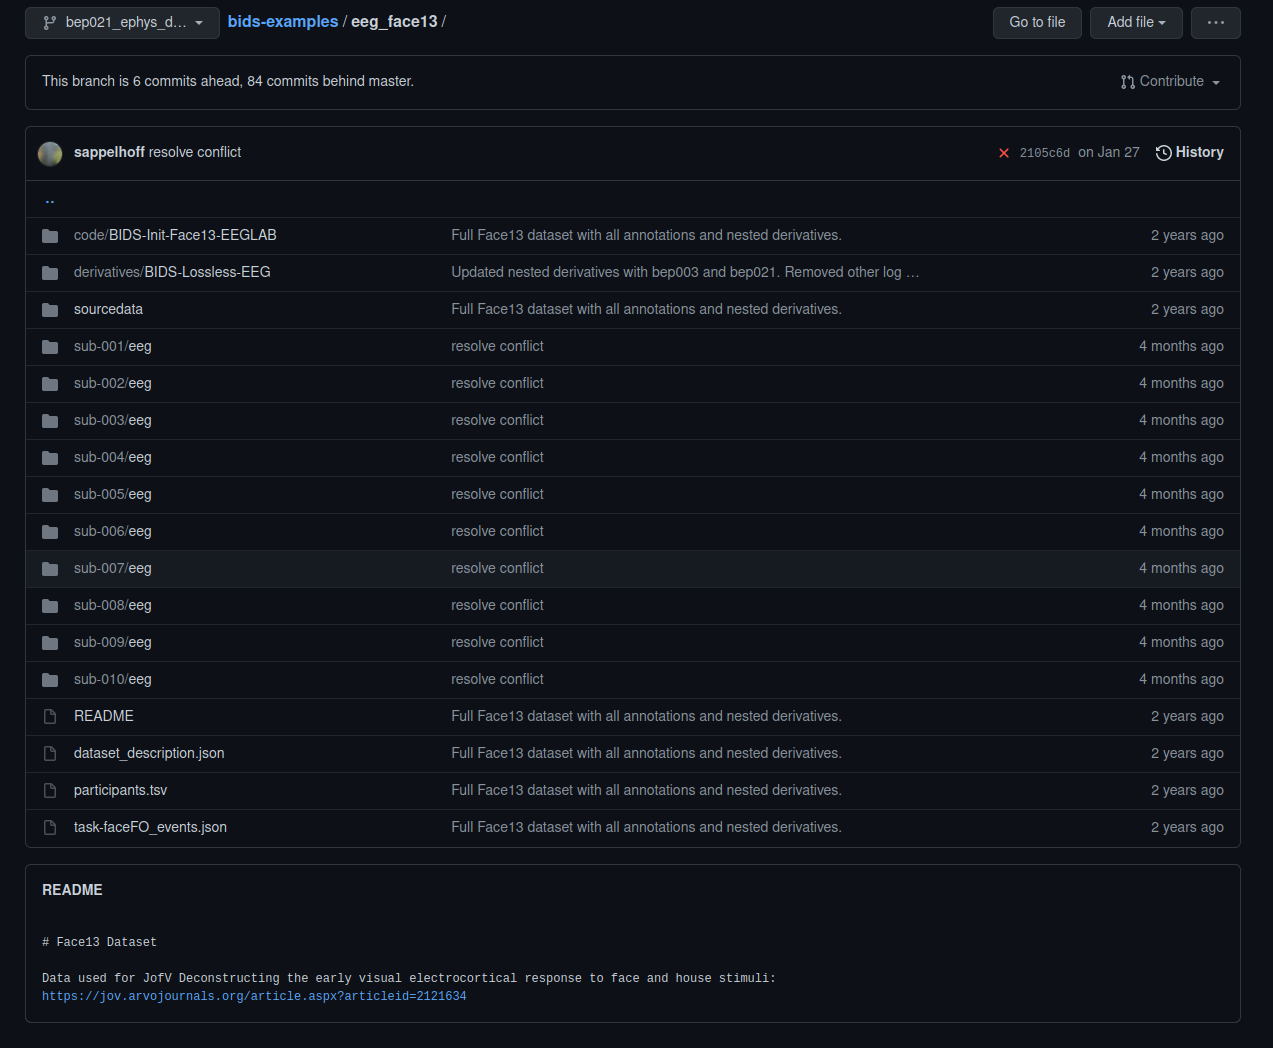 bep021_ephys_d... bids-examples / eeg_face13 / Go to file Add file ...
This branch is 6 commits ahead, 84 commits behind master. Contribute
sappelhoff resolve conflict 2105c6d on Jan 27 History
..
code/BIDS-Init-Face13-EEGLAB Full Face13 dataset with all annotations and nested derivatives. 2 years ago
derivatives/BIDS-Lossless-EEG Updated nested derivatives with bep003 and bep021. Removed other log … 2 years ago
sourcedata Full Face13 dataset with all annotations and nested derivatives. 2 years ago
sub-001/eeg resolve conflict 4 months ago
sub-002/eeg resolve conflict 4 months ago
sub-003/eeg resolve conflict 4 months ago
sub-004/eeg resolve conflict 4 months ago
sub-005/eeg resolve conflict 4 months ago
sub-006/eeg resolve conflict 4 months ago
sub-007/eeg resolve conflict 4 months ago
sub-008/eeg resolve conflict 4 months ago
sub-009/eeg resolve conflict 4 months ago
sub-010/eeg resolve conflict 4 months ago
README Full Face13 dataset with all annotations and nested derivatives. 2 years ago
dataset_description.json Full Face13 dataset with all annotations and nested derivatives. 2 years ago
participants.tsv Full Face13 dataset with all annotations and nested derivatives. 2 years ago
task-faceFO_events.json Full Face13 dataset with all annotations and nested derivatives. 2 years ago
README
# Face13 Dataset
Data used for JofV Deconstructing the early visual electrocortical response to face and house stimuli:
https://jov.arvojournals.org/article.aspx?articleid=2121634